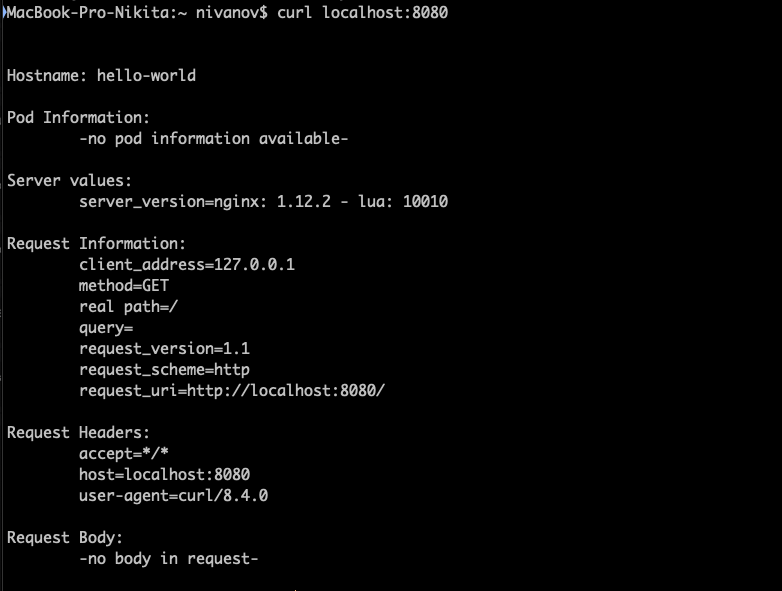 MacBook-Pro-Nikita:~ nivanov$ curl localhost:8080
Hostname: hello-world
Pod Information:
-no pod information available-
Server values:
server_version=nginx: 1.12.2 - lua: 10010
Request Information:
client_address=127.0.0.1
method=GET
real path=/
query=
request_version=1.1
request_scheme=http
request_uri=http://localhost:8080/
Request Headers:
accept=*/*
host=localhost:8080
user-agent=curl/8.4.0
Request Body:
-no body in request-